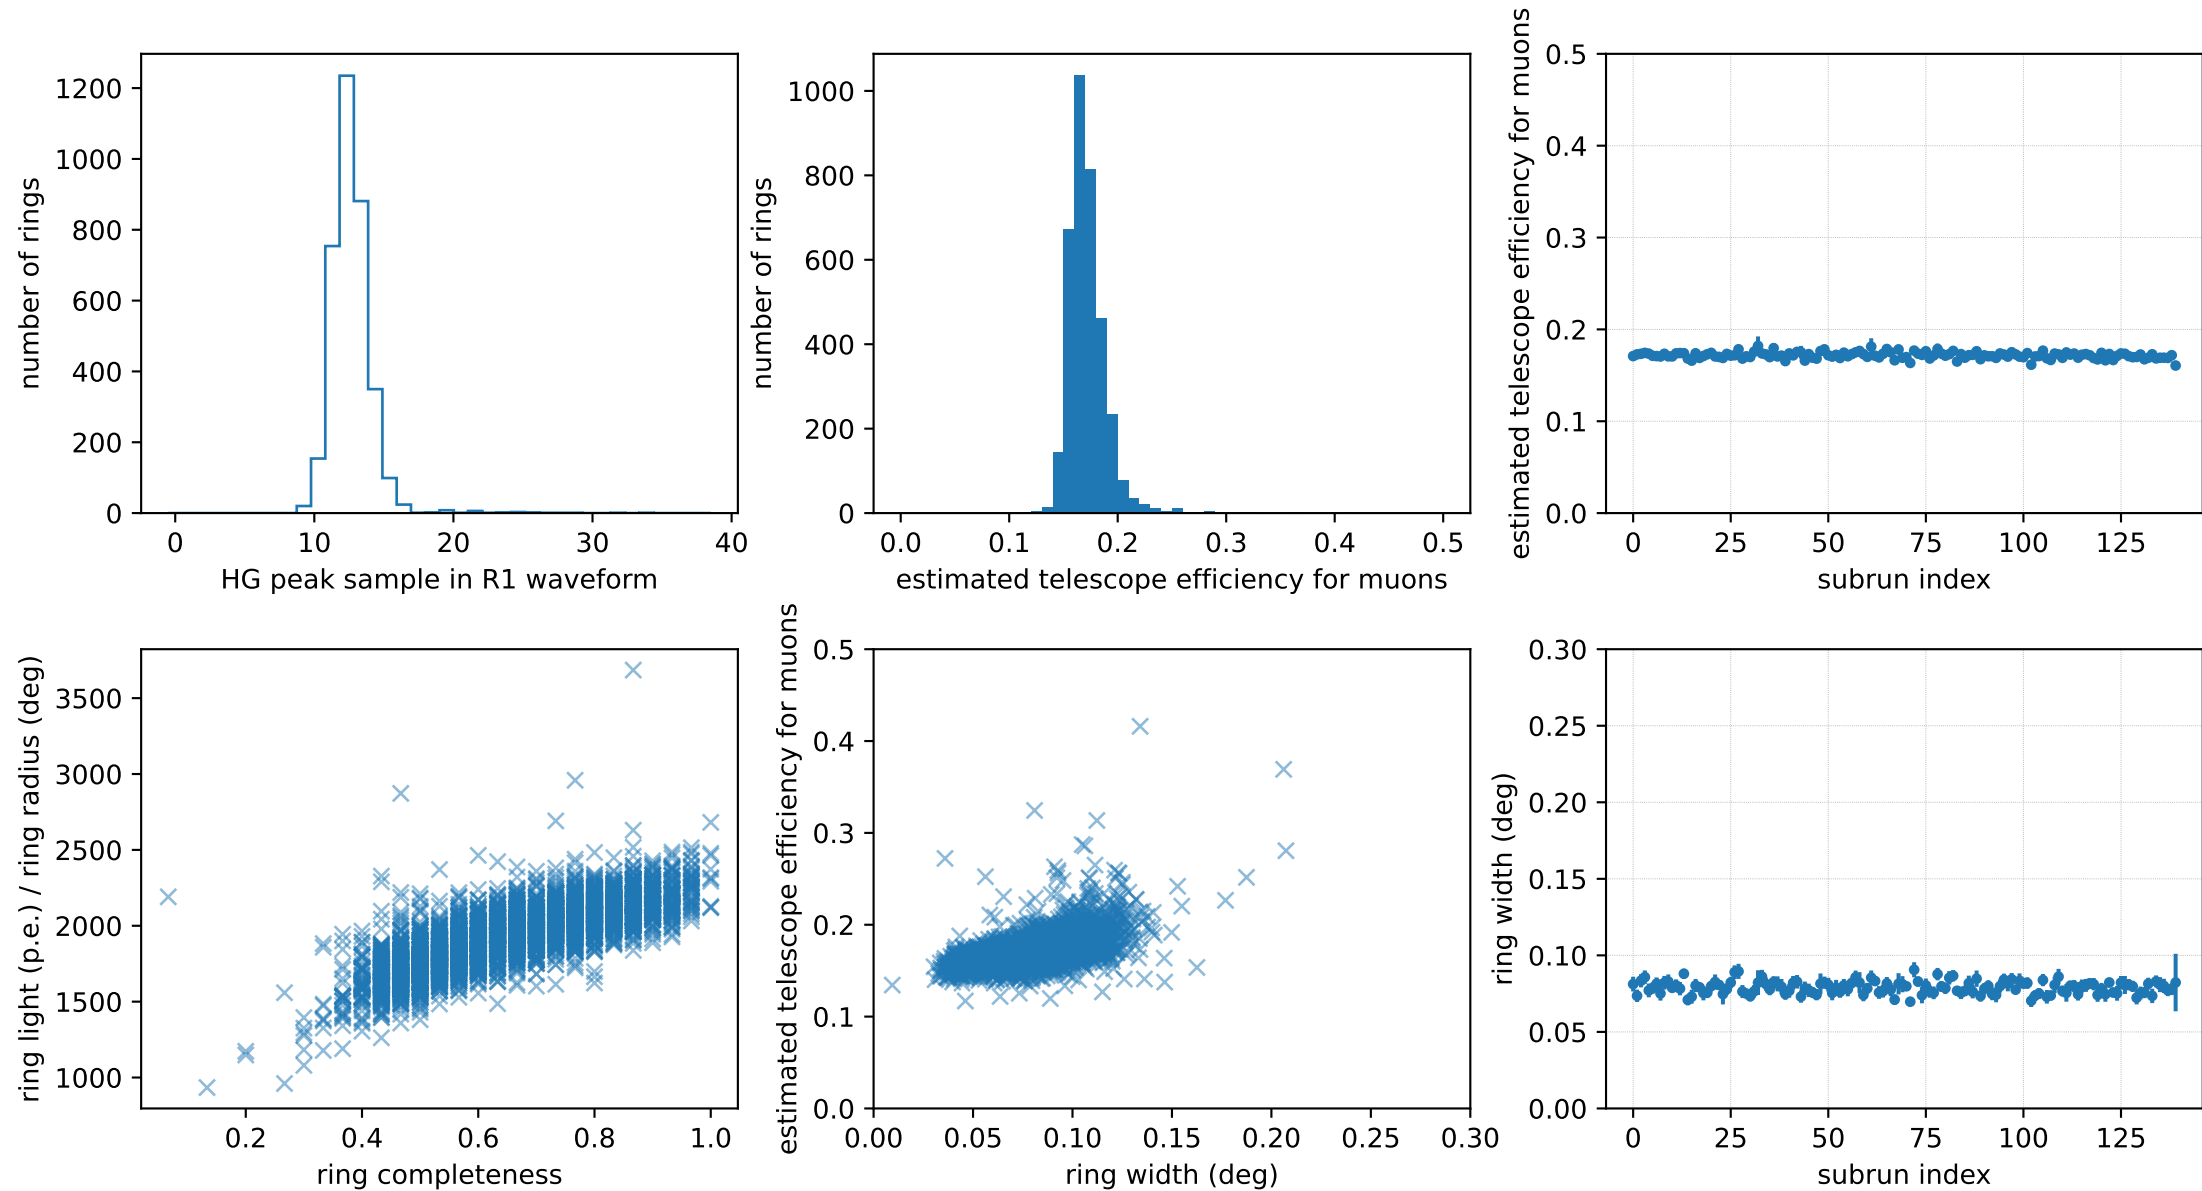 number of rings
1200
1000
800
600
400
200
0
0 10 20 30 40
HG peak sample in R1 waveform
number of rings
1000
800
600
400
200
0
0.0 0.1 0.2 0.3 0.4 0.5
estimated telescope efficiency for muons
estimated telescope efficiency for muons
0.5
0.4
0.3
0.2
0.1
0.0
0 25 50 75 100 125
subrun index
ring light (p.e.) / ring radius (deg)
3500
3000
2500
2000
1500
1000
0.2 0.4 0.6 0.8 1.0
ring completeness
estimated telescope efficiency for muons
0.5
0.4
0.3
0.2
0.1
0.0
0.00 0.05 0.10 0.15 0.20 0.25 0.30
ring width (deg)
ring width (deg)
0.30
0.25
0.20
0.15
0.10
0.05
0.00
0 25 50 75 100 125
subrun index